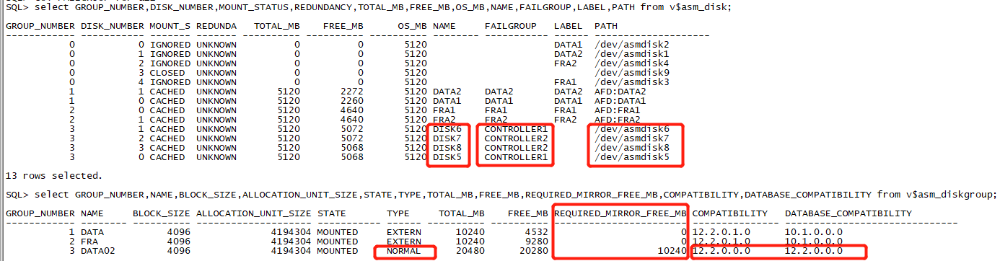 SQL> select GROUP_NUMBER,DISK_NUMBER,MOUNT_STATUS,REDUNDANCY,TOTAL_MB,FREE_MB,OS_MB,NAME,FAILGROUP,LABEL,PATH from v$asm_disk;
GROUP_NUMBER DISK_NUMBER MOUNT_S REDUNDA TOTAL_MB FREE_MB OS_MB NAME FAILGROUP LABEL PATH
------------ ----------- ------- ------- ---------- ---------- ---------- ------ ------------ ------ --------------------
0 0 IGNORED UNKNOWN 0 0 5120 DATA1 /dev/asmdisk2
0 1 IGNORED UNKNOWN 0 0 5120 DATA2 /dev/asmdisk1
0 2 IGNORED UNKNOWN 0 0 5120 FRA2 /dev/asmdisk4
0 3 CLOSED UNKNOWN 0 0 5120 /dev/asmdisk9
0 4 IGNORED UNKNOWN 0 0 5120 FRA1 /dev/asmdisk3
1 1 CACHED UNKNOWN 5120 2272 5120 DATA2 DATA2 DATA2 AFD:DATA2
1 0 CACHED UNKNOWN 5120 2260 5120 DATA1 DATA1 DATA1 AFD:DATA1
2 0 CACHED UNKNOWN 5120 4640 5120 FRA1 FRA1 FRA1 AFD:FRA1
2 1 CACHED UNKNOWN 5120 4640 5120 FRA2 FRA2 FRA2 AFD:FRA2
3 1 CACHED UNKNOWN 5120 5072 5120 DISK6 CONTROLLER1 /dev/asmdisk6
3 2 CACHED UNKNOWN 5120 5072 5120 DISK7 CONTROLLER2 /dev/asmdisk7
3 3 CACHED UNKNOWN 5120 5068 5120 DISK8 CONTROLLER2 /dev/asmdisk8
3 0 CACHED UNKNOWN 5120 5068 5120 DISK5 CONTROLLER1 /dev/asmdisk5
13 rows selected.
SQL> select GROUP_NUMBER,NAME,BLOCK_SIZE,ALLOCATION_UNIT_SIZE,STATE,TYPE,TOTAL_MB,FREE_MB,REQUIRED_MIRROR_FREE_MB,COMPATIBILITY,DATABASE_COMPATIBILITY from v$asm_diskgroup;
GROUP_NUMBER NAME BLOCK_SIZE ALLOCATION_UNIT_SIZE STATE TYPE TOTAL_MB FREE_MB REQUIRED_MIRROR_FREE_MB COMPATIBILITY DATABASE_COMPATIBILITY
------------ ---------- ---------- -------------------- ----------- ------ ---------- ---------- ----------------------- --------------- ------------------------------
1 DATA 4096 4194304 MOUNTED EXTERN 10240 4532 0 12.2.0.1.0 10.1.0.0.0
2 FRA 4096 4194304 MOUNTED EXTERN 10240 9280 0 12.2.0.1.0 10.1.0.0.0
3 DATA02 4096 4194304 MOUNTED NORMAL 20480 20280 10240 12.2.0.0.0 12.2.0.0.0